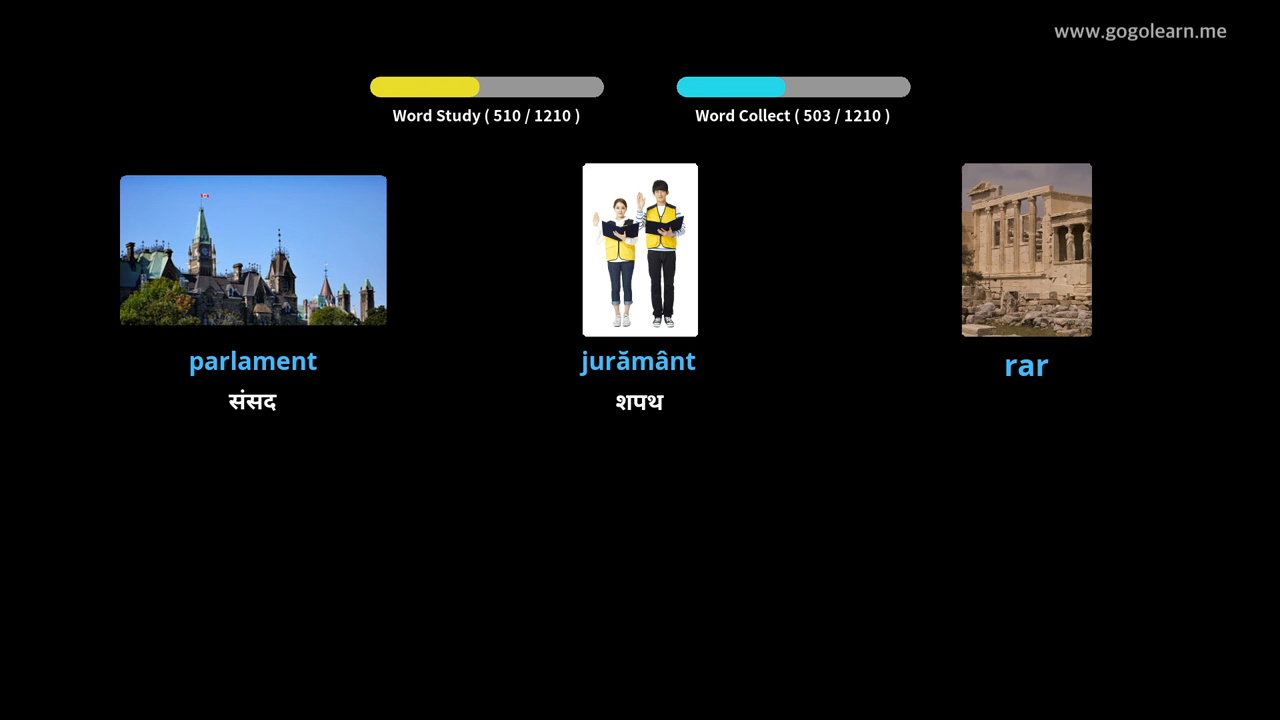 www.gogolearn.me
Word Study ( 510 / 1210 )
Word Collect ( 503 / 1210 )
parlament
संसद
jurământ
शपथ
rar